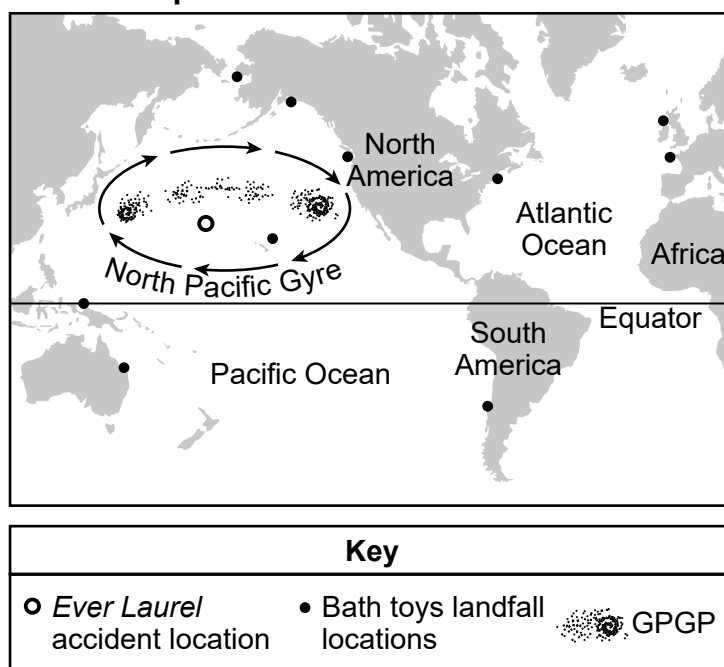 North
America
Atlantic
Ocean
Africa
North Pacific Gyre
Equator
South
America
Pacific Ocean
Key
Ever Laurel
accident location
Bath toys landfall
locations
GPGP